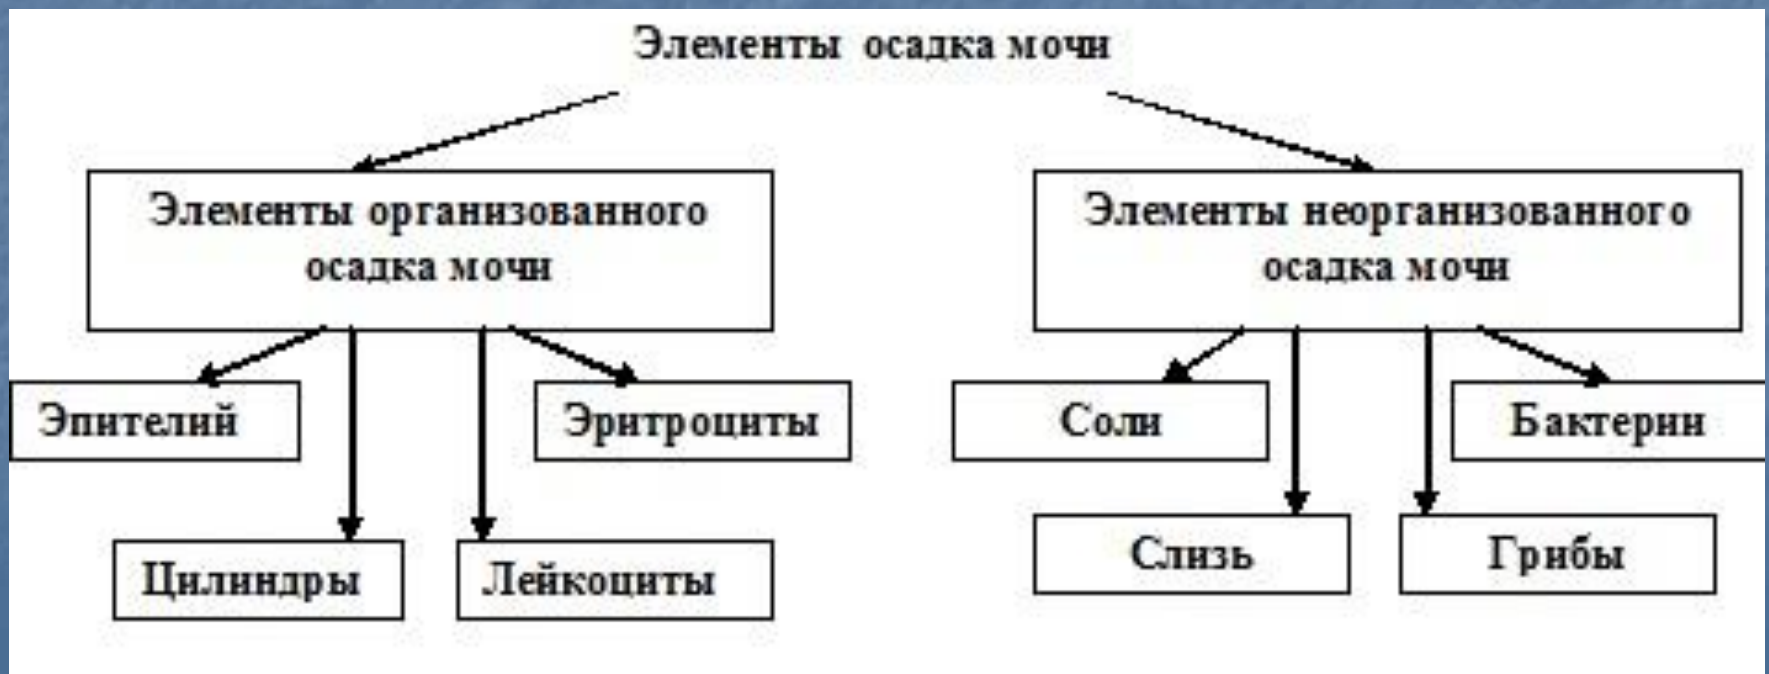 Элементы осадка мочи
Элементы организованного
осадка мочи
Элементы неорганизованного
осадка мочи
Эпителий
Эритроциты
Соли
Бактерии
Цилиндры
Лейкоциты
Слизь
Грибы